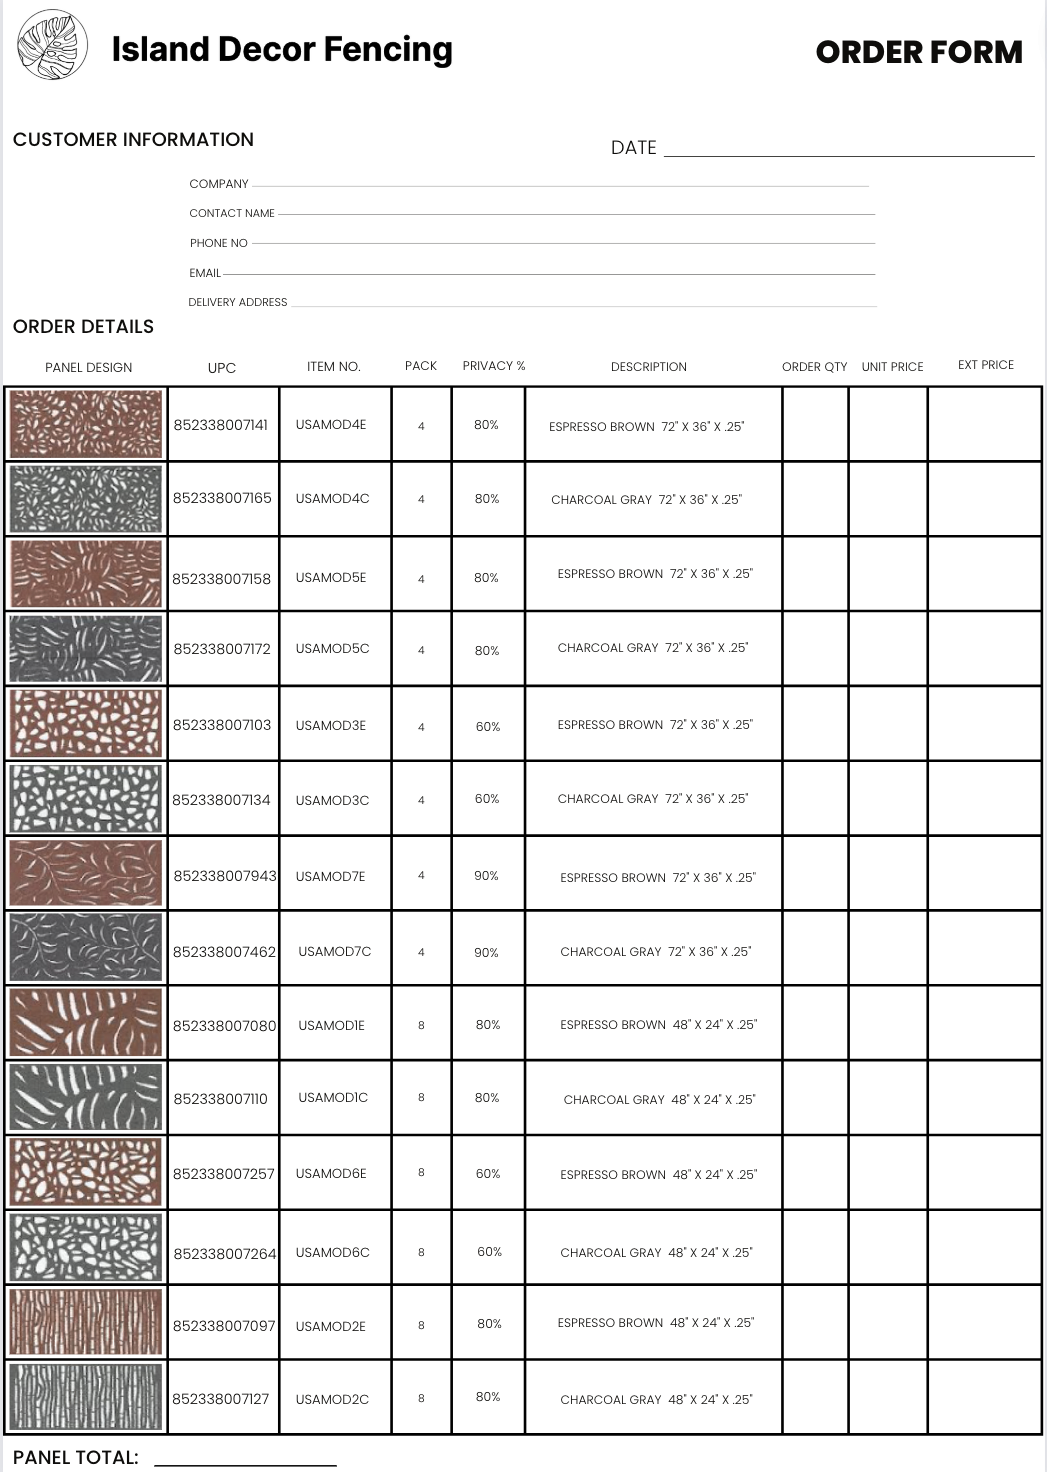 Island Decor Fencing
ORDER FORM
CUSTOMER INFORMATION
DATE
COMPANY
CONTACT NAME
PHONE NO
EMAIL
DELIVERY ADDRESS
ORDER DETAILS
PANEL DESIGN UPC ITEM NO. PACK PRIVACY % DESCRIPTION ORDER QTY UNIT PRICE EXT PRICE
852338007141 USAMOD4E 4 80% ESPRESSO BROWN 72" X 36" X .25"
852338007165 USAMOD4C 4 80% CHARCOAL GRAY 72" X 36" X .25"
852338007158 USAMOD5E 4 80% ESPRESSO BROWN 72" X 36" X .25"
852338007172 USAMOD5C 4 80% CHARCOAL GRAY 72" X 36" X .25"
852338007103 USAMOD3E 4 60% ESPRESSO BROWN 72" X 36" X .25"
852338007134 USAMOD3C 4 60% CHARCOAL GRAY 72" X 36" X .25"
852338007943 USAMOD7E 4 90% ESPRESSO BROWN 72" X 36" X .25"
852338007462 USAMOD7C 4 90% CHARCOAL GRAY 72" X 36" X .25"
852338007080 USAMOD1E 8 80% ESPRESSO BROWN 48" X 24" X .25"
852338007110 USAMOD1C 8 80% CHARCOAL GRAY 48" X 24" X .25"
852338007257 USAMOD6E 8 60% ESPRESSO BROWN 48" X 24" X .25"
852338007264 USAMOD6C 8 60% CHARCOAL GRAY 48" X 24" X .25"
852338007097 USAMOD2E 8 80% ESPRESSO BROWN 48" X 24" X .25"
852338007127 USAMOD2C 8 80% CHARCOAL GRAY 48" X 24" X .25"
PANEL TOTAL: